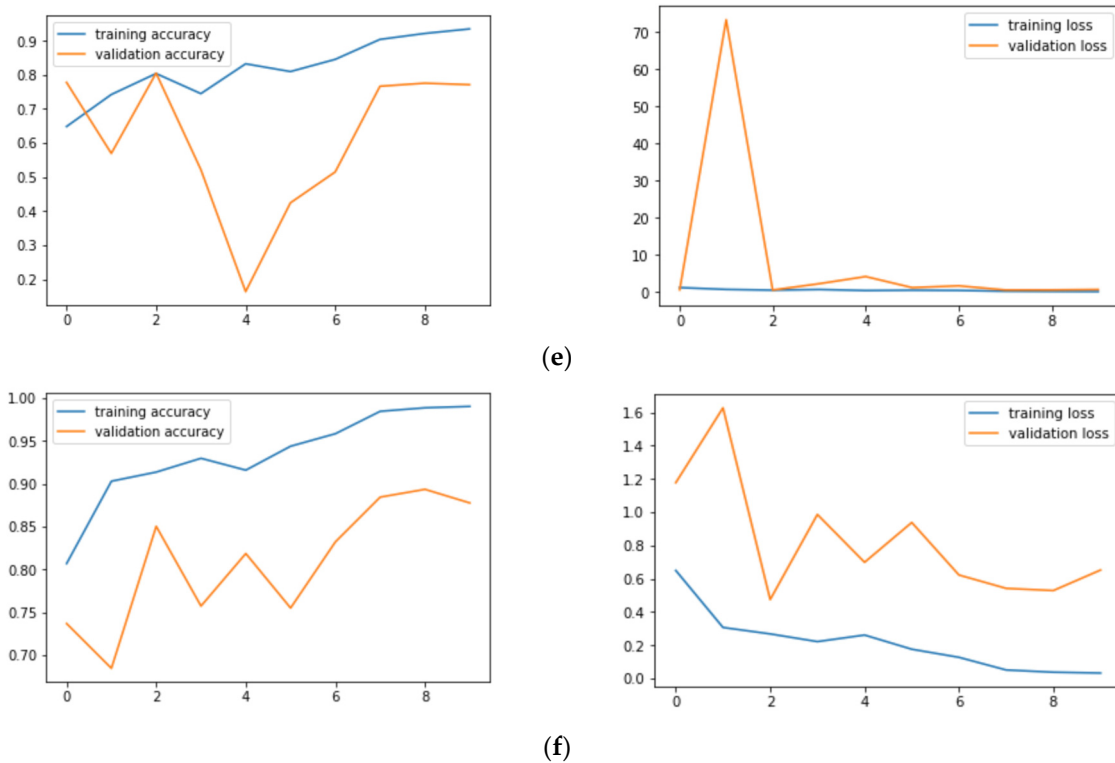 training accuracy
validation accuracy
0.9
0.8
0.7
0.6
0.5
0.4
0.3
0.2
0 2 4 6 8
training loss
validation loss
70
60
50
40
30
20
10
0
0 2 4 6 8
(e)
training accuracy
validation accuracy
1.00
0.95
0.90
0.85
0.80
0.75
0.70
0 2 4 6 8
training loss
validation loss
1.6
1.4
1.2
1.0
0.8
0.6
0.4
0.2
0.0
0 2 4 6 8
(f)